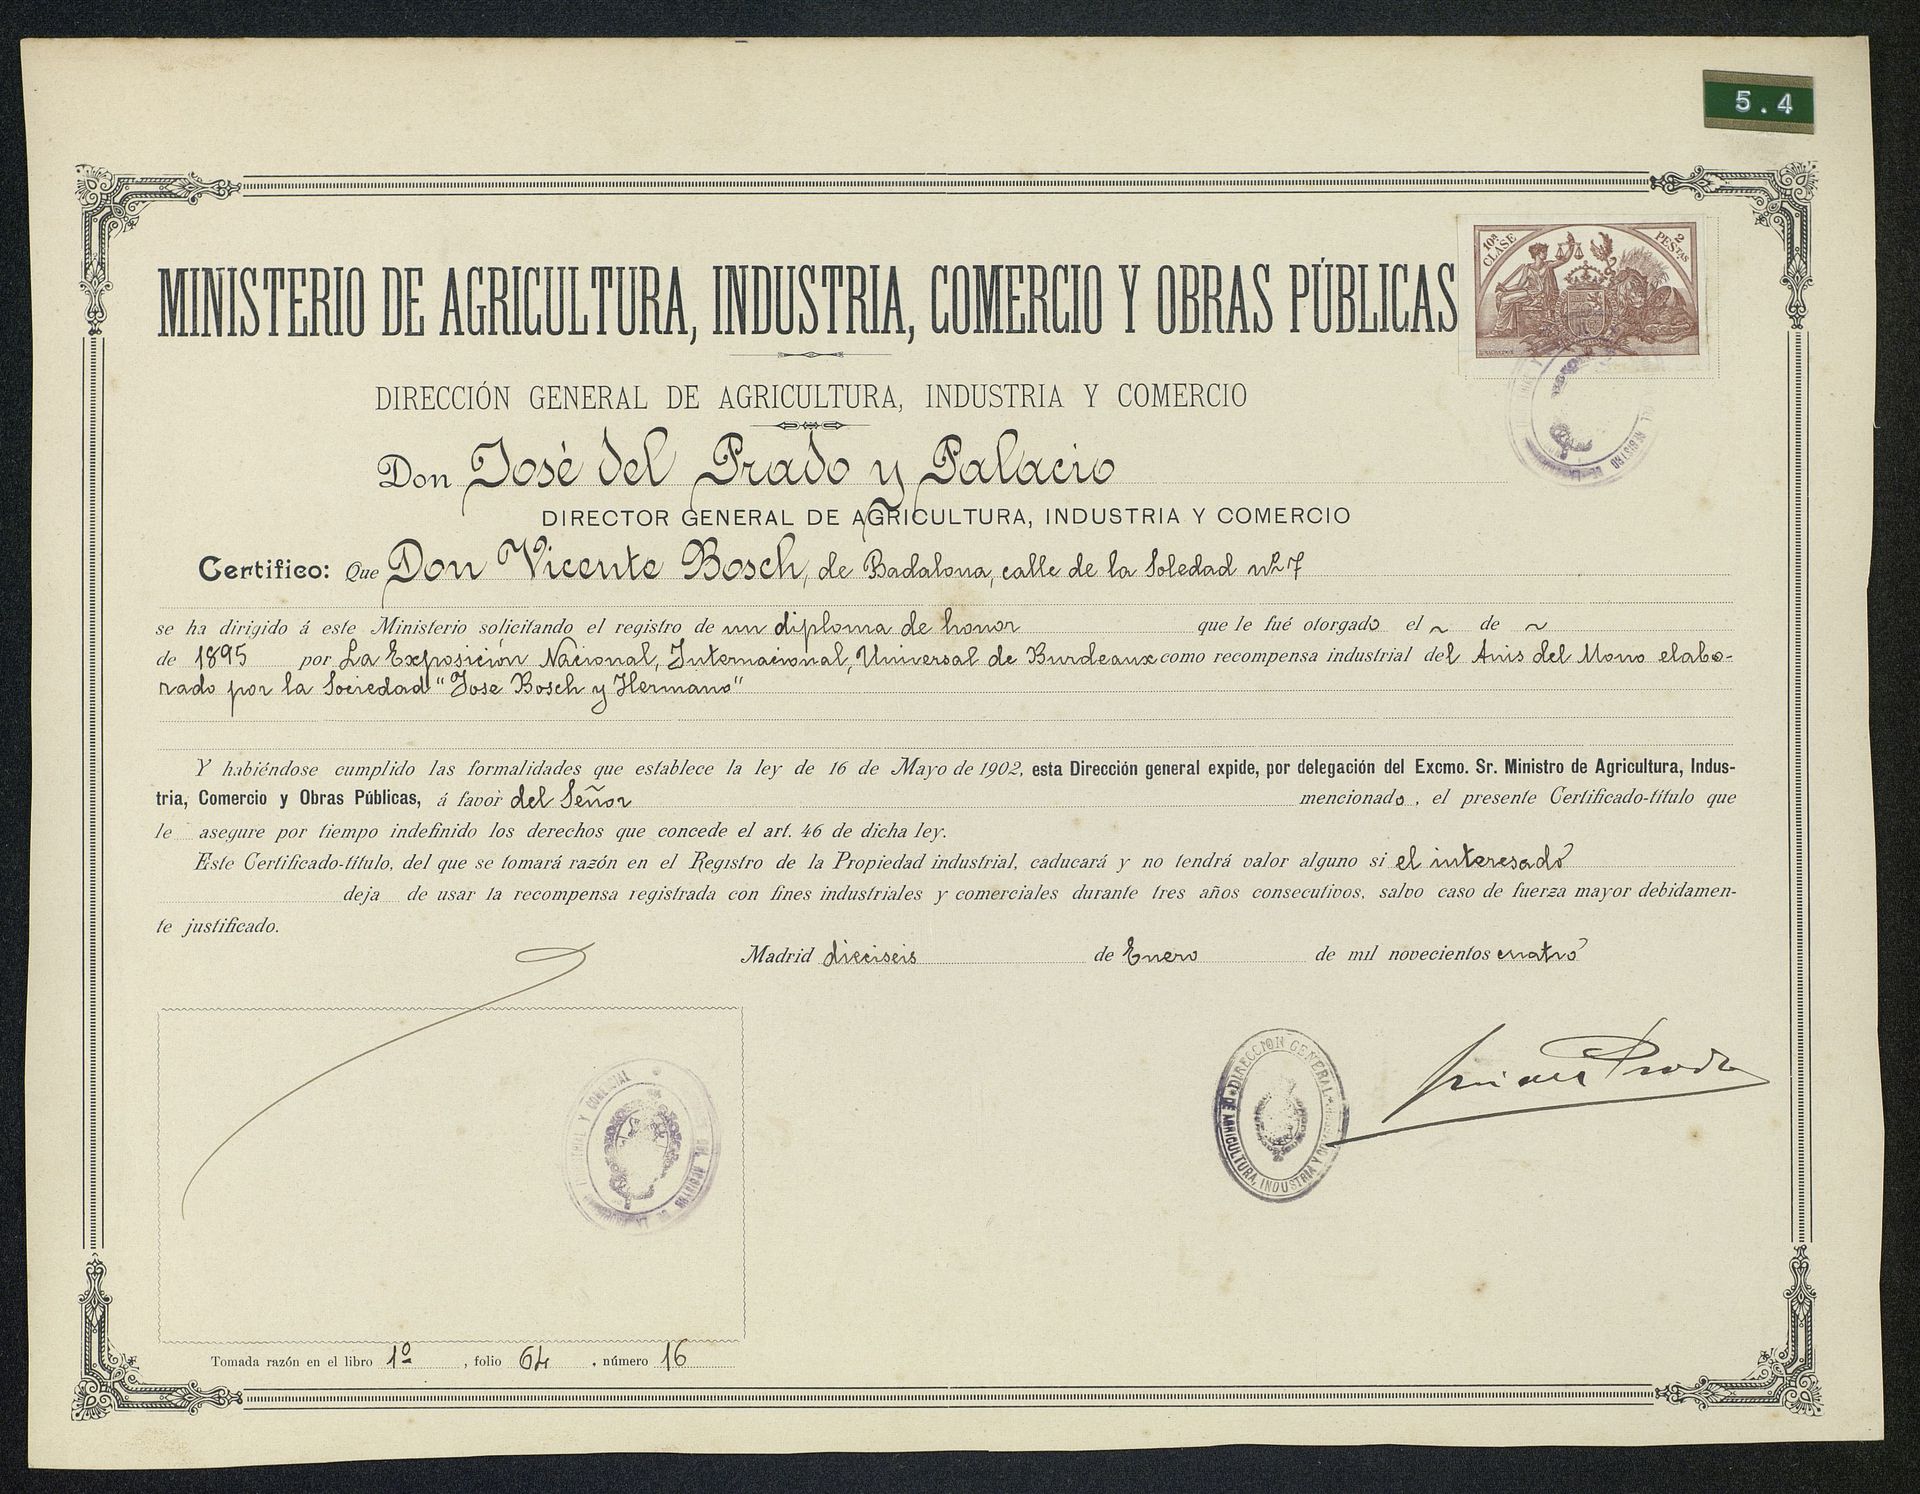 5.4
10ª CLASE
2 PESTAS
MINISTERIO DE AGRICULTURA, INDUSTRIA, COMERCIO Y OBRAS PÚBLICAS
DIRECCIÓN GENERAL DE AGRICULTURA, INDUSTRIA Y COMERCIO
Don José del Prado y Palacio
DIRECTOR GENERAL DE AGRICULTURA, INDUSTRIA Y COMERCIO
Certifico: Que Don Vicente Bosch, de Badalona, calle de la Soledad nº 7
se ha dirigido á este Ministerio solicitando el registro de un diploma de honor que le fué otorgado el ~ de ~
de 1895 por La Exposición Nacional, Internacional, Universal de Burdeaux como recompensa industrial del Anis del Mono elabo-
rado por la Sociedad "Jose Bosch y Hermano"
Y habiéndose cumplido las formalidades que establece la ley de 16 de Mayo de 1902, esta Dirección general expide, por delegación del Excmo. Sr. Ministro de Agricultura, Indus-
tria, Comercio y Obras Públicas, á favor del Señor mencionado, el presente Certificado-título que
le asegure por tiempo indefinido los derechos que concede el art. 46 de dicha ley.
Este Certificado-título, del que se tomará razón en el Registro de la Propiedad industrial, caducará y no tendrá valor alguno si el interesado
deja de usar la recompensa registrada con fines industriales y comerciales durante tres años consecutivos, salvo caso de fuerza mayor debidamen-
te justificado.
Madrid dieciseis de Enero de mil novecientos cuatro
DIRECCION GENERAL
DE AGRICULTURA, INDUSTRIA Y
Prado
Tomada razón en el libro 1º, folio 64, número 16